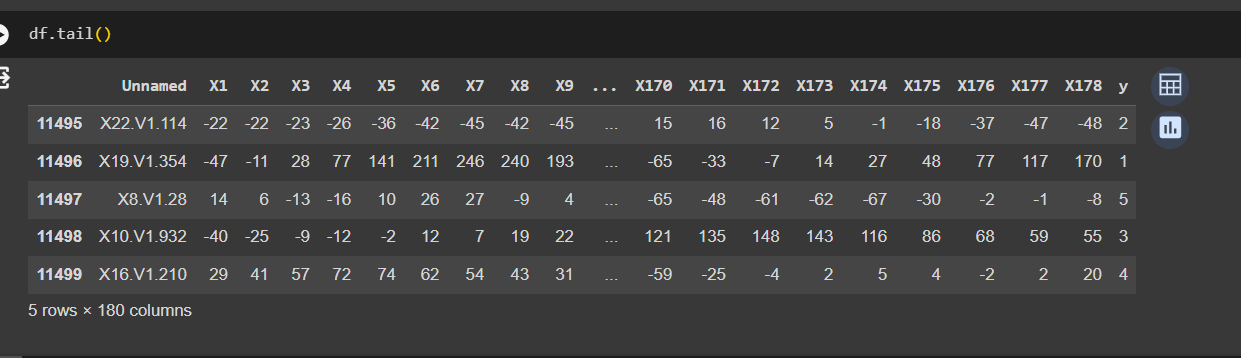 df.tail()
Unnamed X1 X2 X3 X4 X5 X6 X7 X8 X9 ... X170 X171 X172 X173 X174 X175 X176 X177 X178 y
11495 X22.V1.114 -22 -22 -23 -26 -36 -42 -45 -42 -45 ... 15 16 12 5 -1 -18 -37 -47 -48 2
11496 X19.V1.354 -47 -11 28 77 141 211 246 240 193 ... -65 -33 -7 14 27 48 77 117 170 1
11497 X8.V1.28 14 6 -13 -16 10 26 27 -9 4 ... -65 -48 -61 -62 -67 -30 -2 -1 -8 5
11498 X10.V1.932 -40 -25 -9 -12 -2 12 7 19 22 ... 121 135 148 143 116 86 68 59 55 3
11499 X16.V1.210 29 41 57 72 74 62 54 43 31 ... -59 -25 -4 2 5 4 -2 2 20 4
5 rows × 180 columns